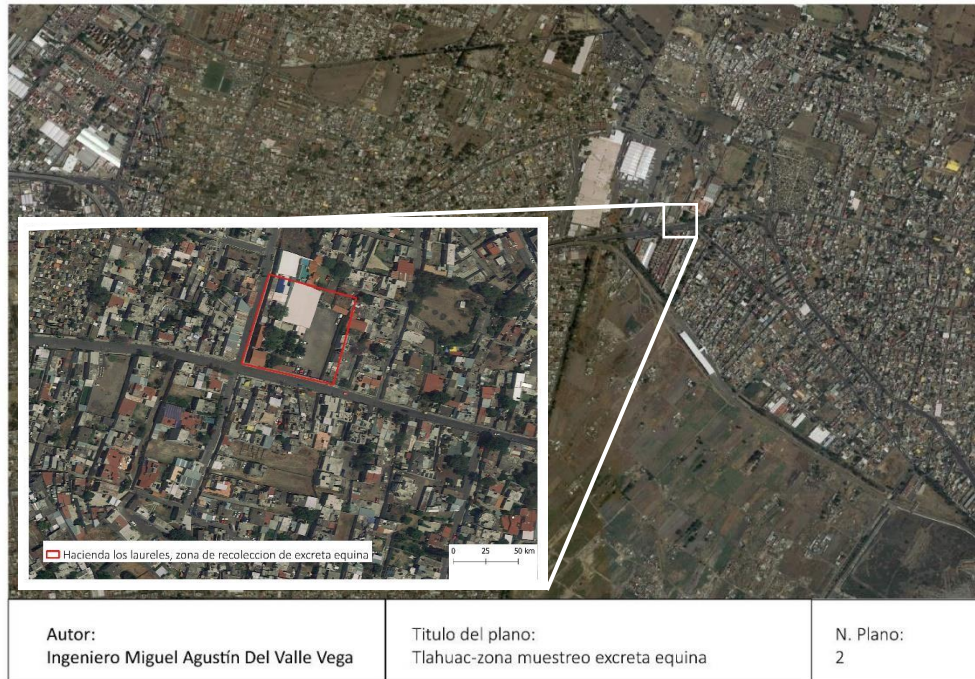 Hacienda los laureles, zona de recoleccion de excreta equina
0 25 50 km
Autor:
Ingeniero Miguel Agustín Del Valle Vega
Titulo del plano:
Tlahuac-zona muestreo excreta equina
N. Plano:
2